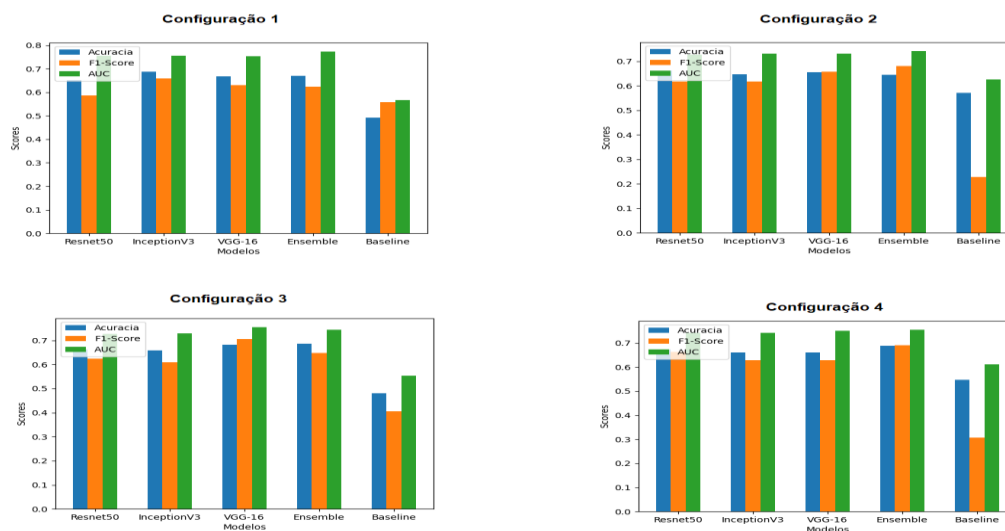 Configuração 1
0.8
0.7
0.6
0.5
0.4
0.3
0.2
0.1
0.0
Scores
Acuracia
F1-Score
AUC
Resnet50 InceptionV3 VGG-16 Ensemble Baseline
Modelos
Configuração 2
0.7
0.6
0.5
0.4
0.3
0.2
0.1
0.0
Scores
Acuracia
F1-Score
AUC
Resnet50 InceptionV3 VGG-16 Ensemble Baseline
Modelos
Configuração 3
0.7
0.6
0.5
0.4
0.3
0.2
0.1
0.0
Scores
Acuracia
F1-Score
AUC
Resnet50 InceptionV3 VGG-16 Ensemble Baseline
Modelos
Configuração 4
0.7
0.6
0.5
0.4
0.3
0.2
0.1
0.0
Scores
Acuracia
F1-Score
AUC
Resnet50 InceptionV3 VGG-16 Ensemble Baseline
Modelos